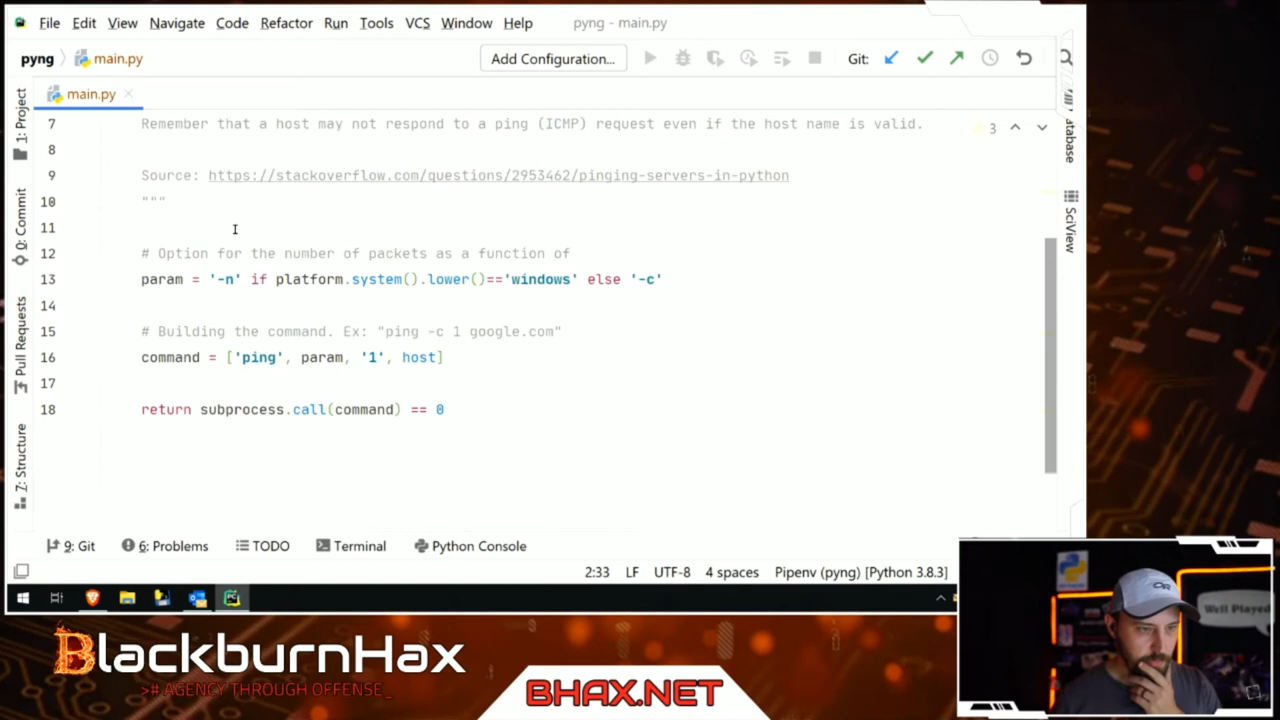 File Edit View Navigate Code Refactor Run Tools VCS Window Help pyng - main.py
pyng main.py Add Configuration... Git:
main.py
1: Project
0: Commit
Pull Requests
7: Structure
7 Remember that a host may not respond to a ping (ICMP) request even if the host name is valid.
8
9 Source: https://stackoverflow.com/questions/2953462/pinging-servers-in-python
10 """
11
12 # Option for the number of packets as a function of
13 param = '-n' if platform.system().lower()=='windows' else '-c'
14
15 # Building the command. Ex: "ping -c 1 google.com"
16 command = ['ping', param, '1', host]
17
18 return subprocess.call(command) == 0
3
atabase
SciView
9: Git 6: Problems TODO Terminal Python Console
2:33 LF UTF-8 4 spaces Pipenv (pyng) [Python 3.8.3]
PC
BlackburnHax
># AGENCY THROUGH OFFENSE_
BHAX.NET
OR
Well Played